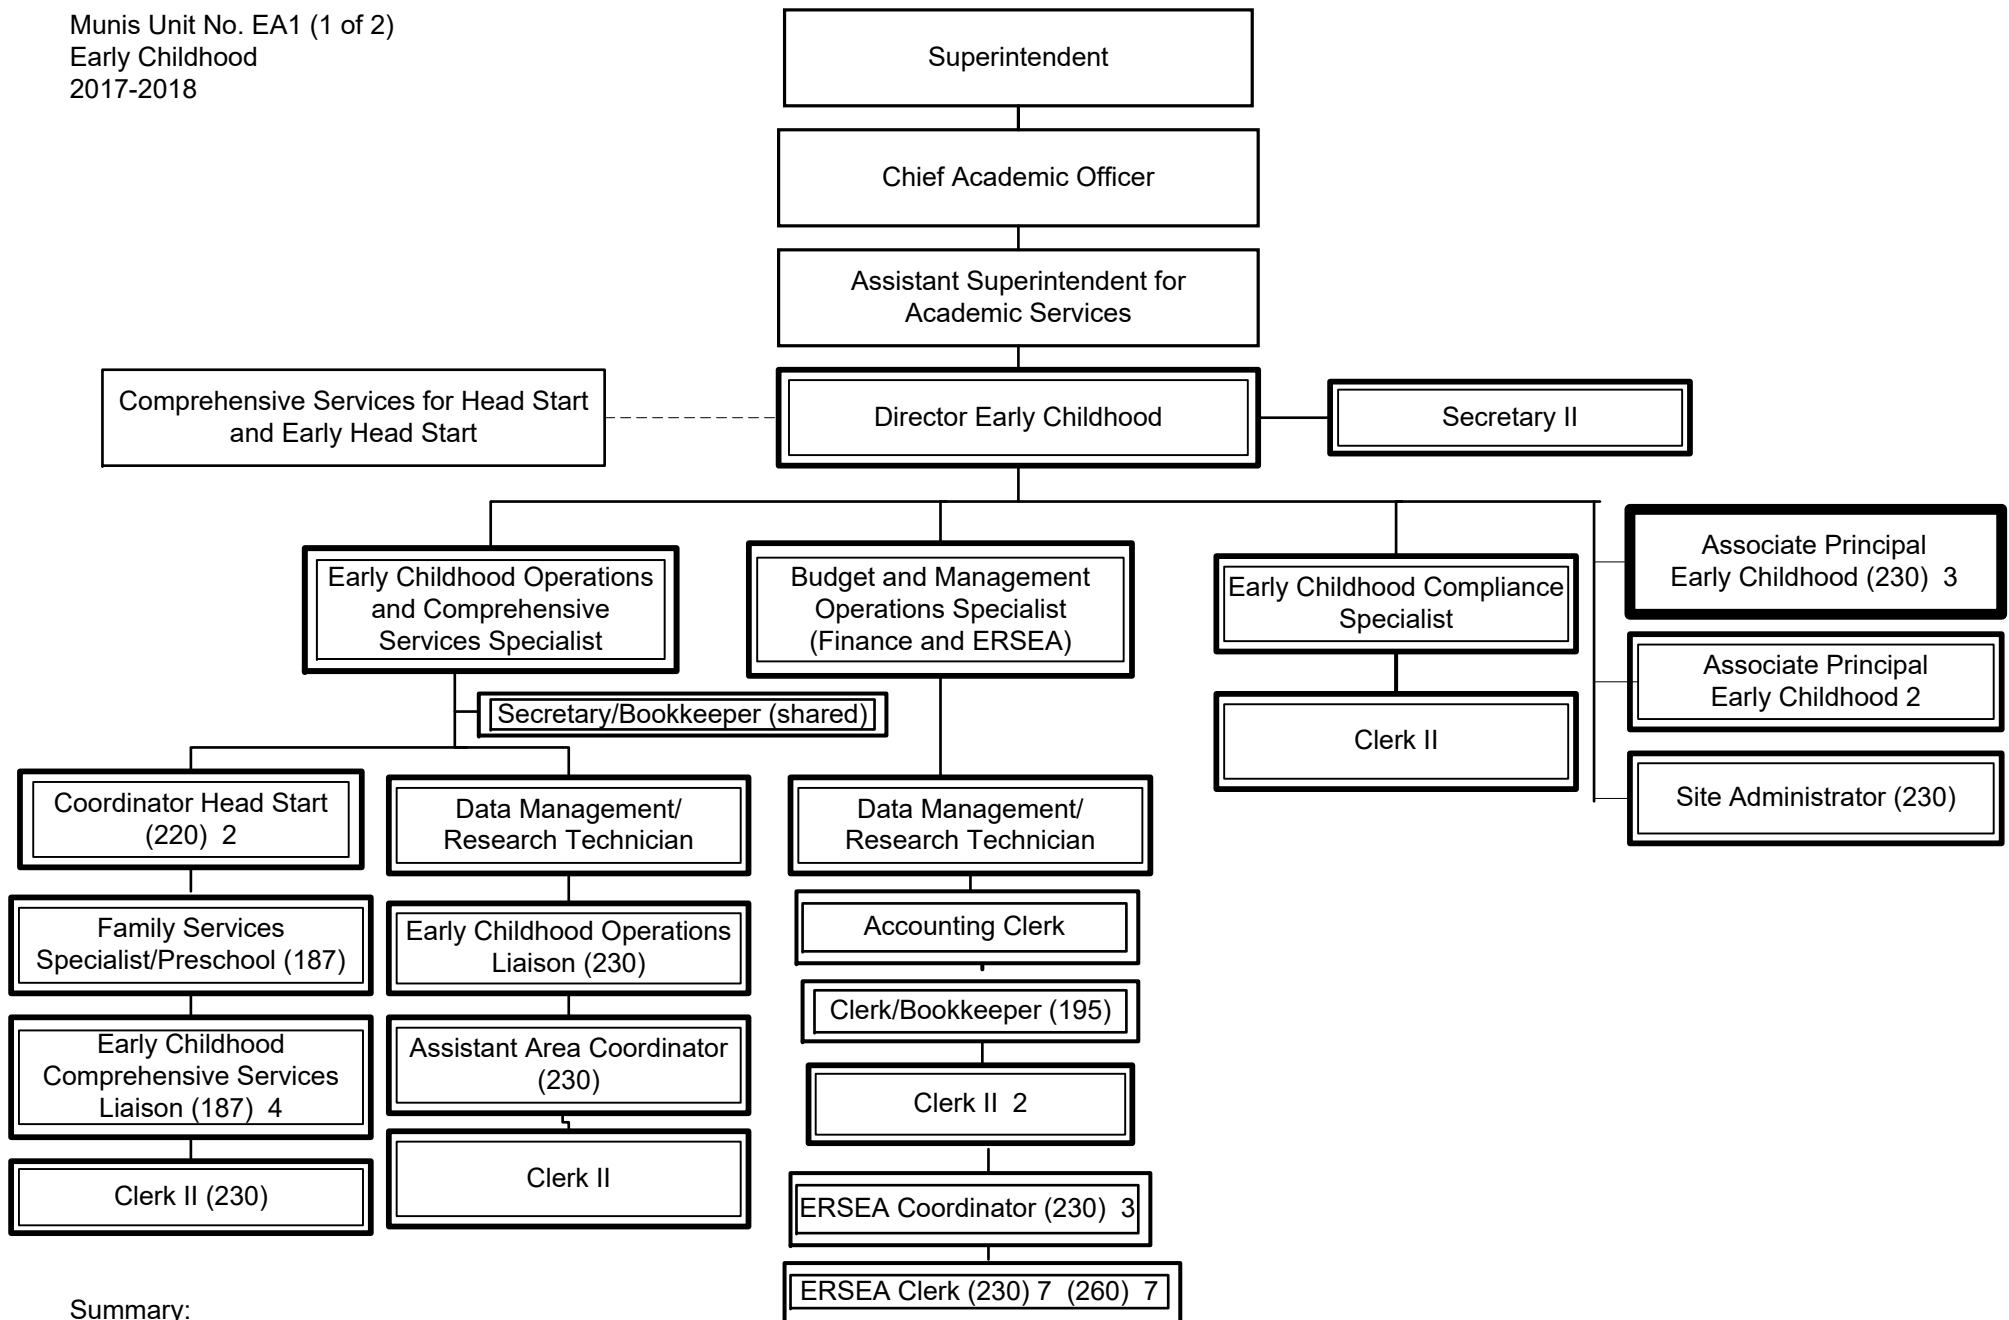 Munis Unit No. EA1 (1 of 2)
Early Childhood
2017-2018
Superintendent
Chief Academic Officer
Assistant Superintendent for
Academic Services
Comprehensive Services for Head Start
and Early Head Start
Director Early Childhood
Secretary II
Early Childhood Operations
and Comprehensive
Services Specialist
Budget and Management
Operations Specialist
(Finance and ERSEA)
Early Childhood Compliance
Specialist
Associate Principal
Early Childhood (230)  3
Associate Principal
Early Childhood 2
Site Administrator (230)
Secretary/Bookkeeper (shared)
Clerk II
Coordinator Head Start
(220)  2
Data Management/
Research Technician
Data Management/
Research Technician
Family Services
Specialist/Preschool (187)
Early Childhood Operations
Liaison (230)
Accounting Clerk
Clerk/Bookkeeper (195)
Early Childhood
Comprehensive Services
Liaison (187)  4
Assistant Area Coordinator
(230)
Clerk II  2
Clerk II (230)
Clerk II
ERSEA Coordinator (230)  3
ERSEA Clerk (230) 7  (260)  7
Summary: